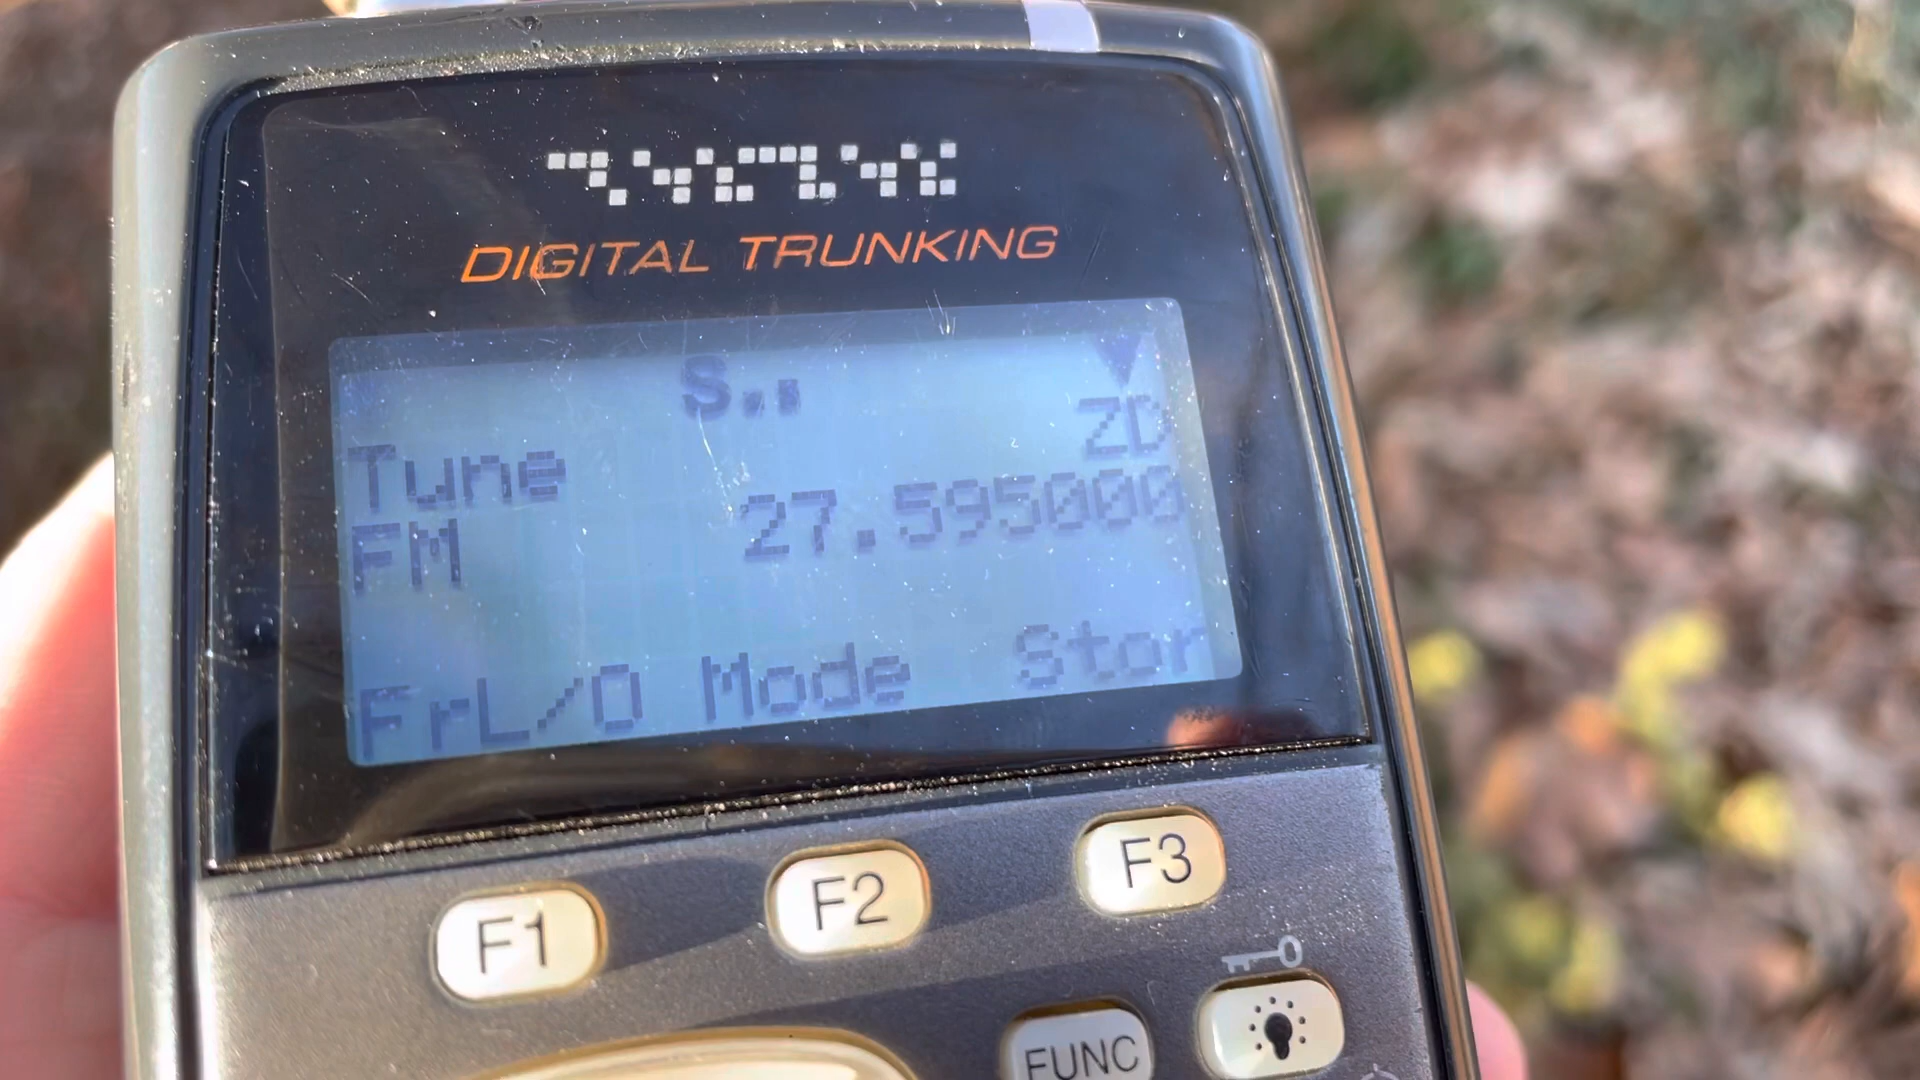 DIGITAL TRUNKING
S
Tune ZD
FM 27.595000
FrL/O Mode Stor
F1 F2 F3
FUNC